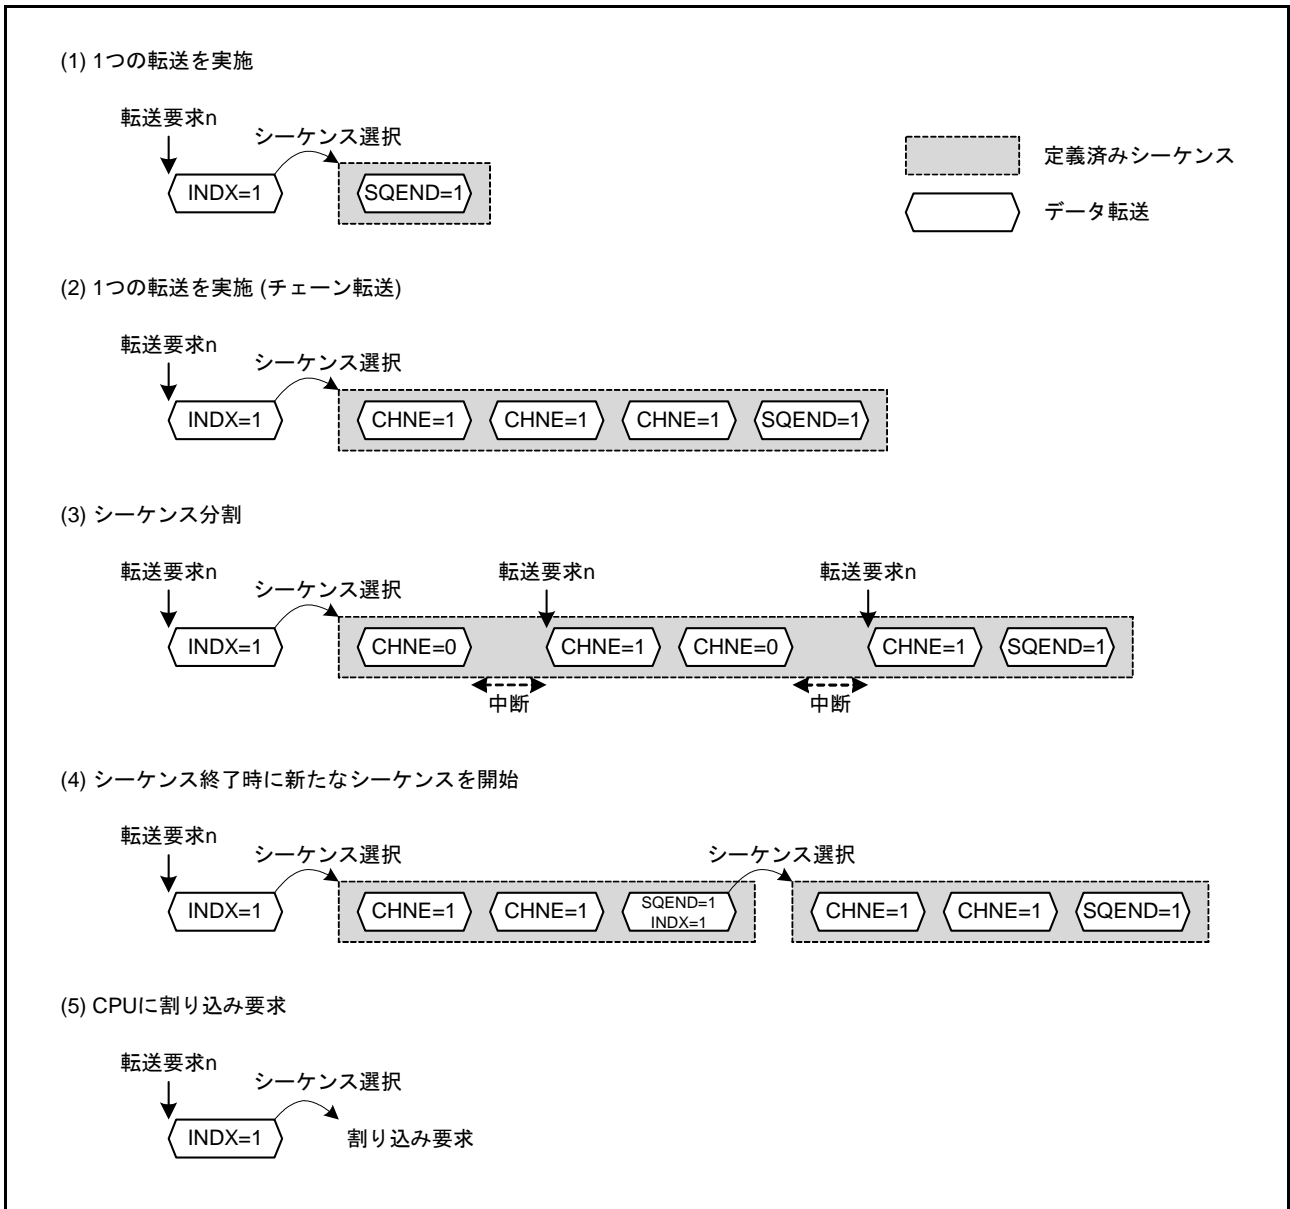 (1) 1つの転送を実施
転送要求n
シーケンス選択
INDX=1
SQEND=1
定義済みシーケンス
データ転送
(2) 1つの転送を実施 (チェーン転送)
転送要求n
シーケンス選択
INDX=1
CHNE=1
CHNE=1
CHNE=1
SQEND=1
(3) シーケンス分割
転送要求n
シーケンス選択
転送要求n
転送要求n
INDX=1
CHNE=0
CHNE=1
CHNE=0
CHNE=1
SQEND=1
中断
中断
(4) シーケンス終了時に新たなシーケンスを開始
転送要求n
シーケンス選択
シーケンス選択
INDX=1
CHNE=1
CHNE=1
SQEND=1
INDX=1
CHNE=1
CHNE=1
SQEND=1
(5) CPUに割り込み要求
転送要求n
シーケンス選択
INDX=1
割り込み要求